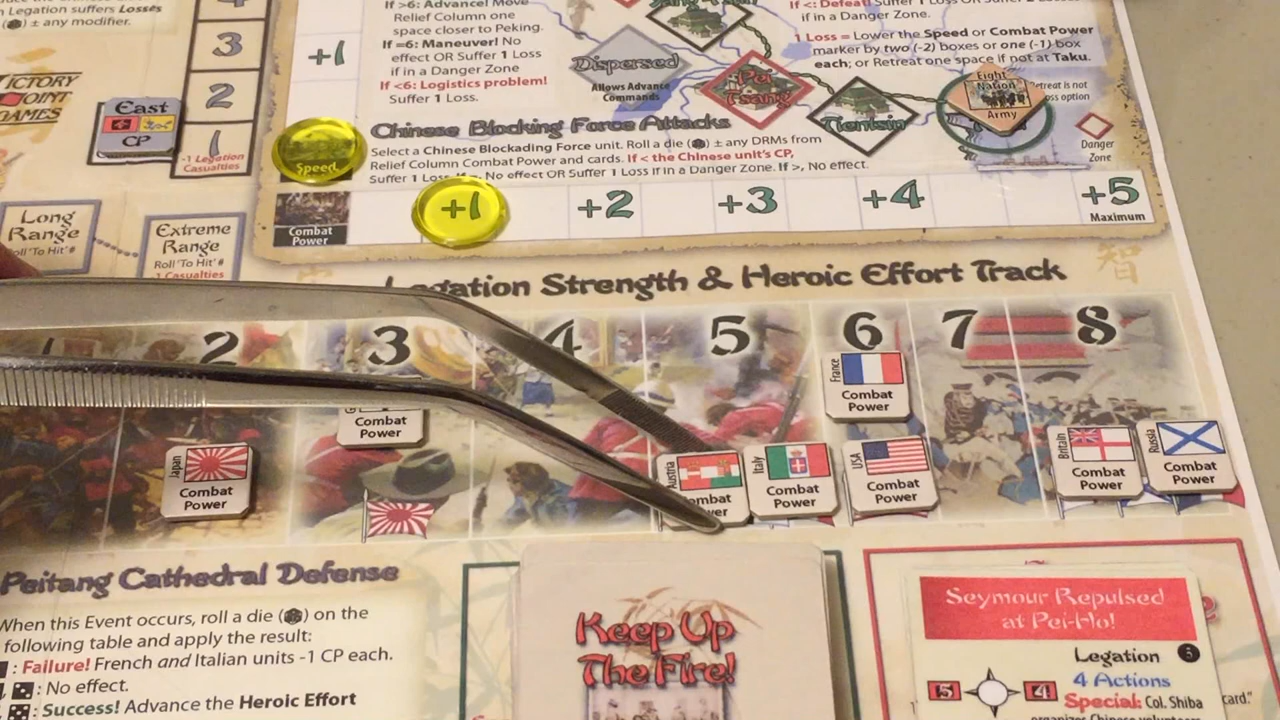 Legation suffers Losses
(⚅) ± any modifier.
3
2
1
-1 Legation
Casualties
VICTORY
POINT
GAMES
East
CP
Long
Range
Roll 'To Hit' #
Extreme
Range
Roll 'To Hit' #
Casualties
+1
If >6: Advance! Move
Relief Column one
space closer to Peking.
If =6: Maneuver! No
effect OR Suffer 1 Loss
if in a Danger Zone
If <6: Logistics problem!
Suffer 1 Loss.
Dispersed
Allows Advance
Commands
Pei
Tsang
Tientsin
if in a Danger Zone.
1 Loss = Lower the Speed or Combat Power
marker by two (-2) boxes or one (-1) box
each; or Retreat one space if not at Taku.
Eight
Nation
Army
Retreat is not
loss option
Danger
Zone
Speed
Chinese Blocking Force Attacks
Select a Chinese Blockading Force unit. Roll a die (⚅) ± any DRMs from
Relief Column Combat Power and cards. If < the Chinese unit's CP,
Suffer 1 Loss. No effect OR Suffer 1 Loss if in a Danger Zone. If >, No effect.
Combat
Power
+1
+2
+3
+4
+5
Maximum
Legation Strength & Heroic Effort Track
2
3
4
5
6
7
8
Japan
Combat
Power
Combat
Power
Austria
Combat
Power
Italy
Combat
Power
France
Combat
Power
USA
Combat
Power
Britain
Combat
Power
Russia
Combat
Power
Peitang Cathedral Defense
When this Event occurs, roll a die (⚅) on the
following table and apply the result:
: Failure! French and Italian units -1 CP each.
: No effect.
: Success! Advance the Heroic Effort
Keep Up
The Fire!
Seymour Repulsed
at Pei-Ho!
Legation
5
4 Actions
5
4
Special: Col. Shiba
organizes Chinese volunteers
card."